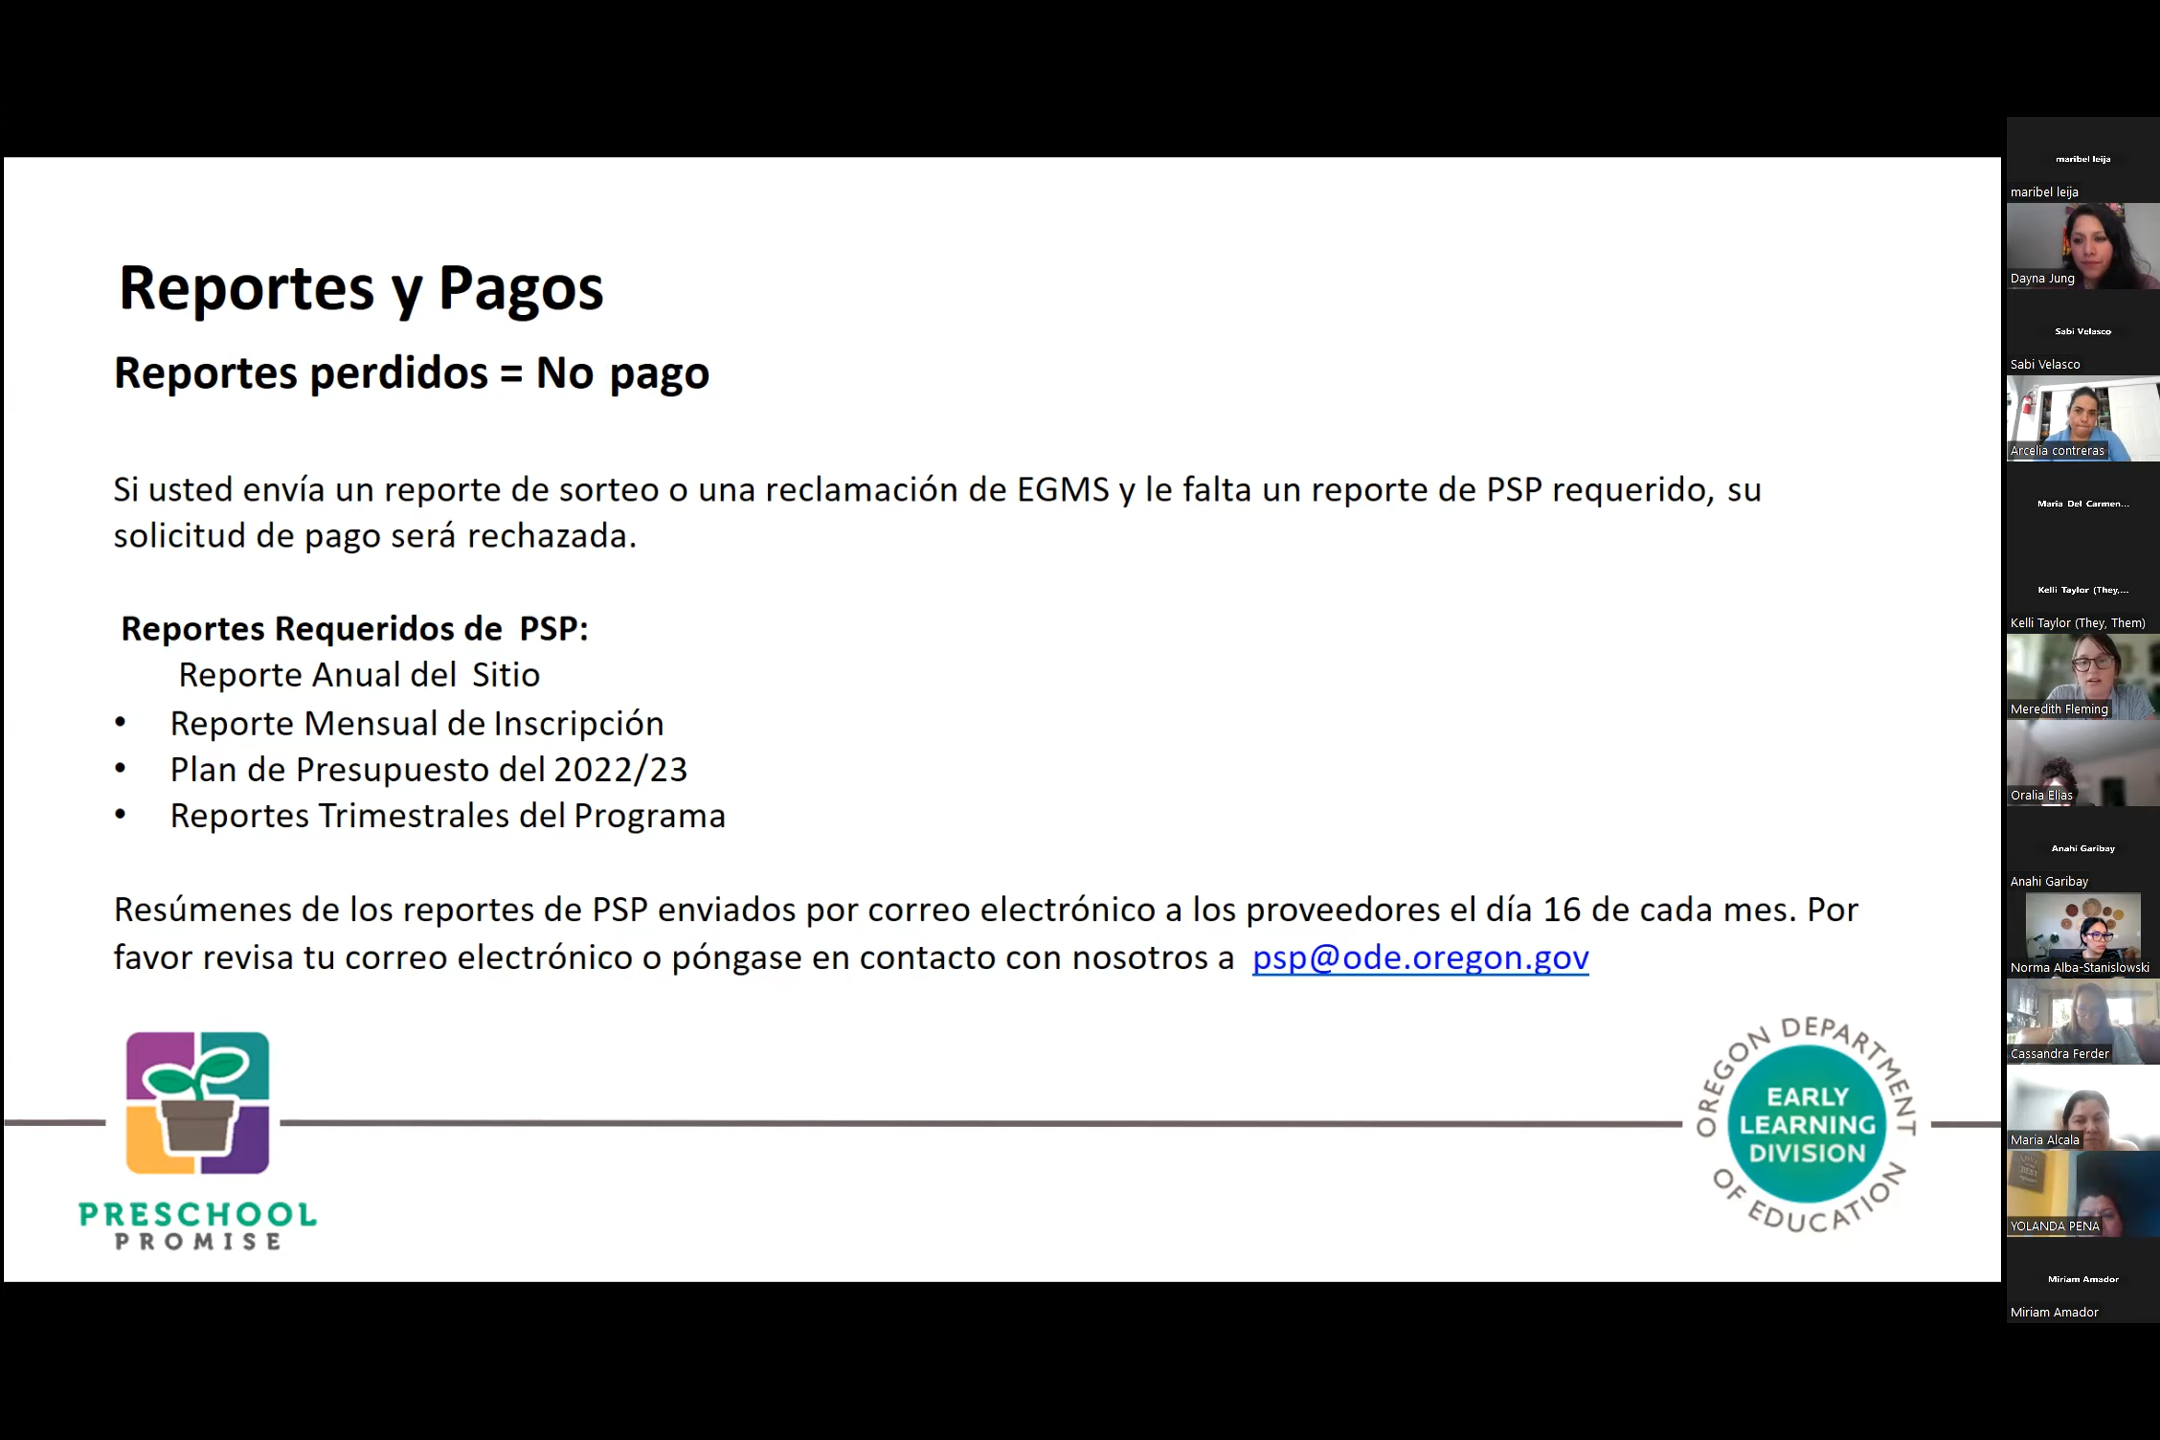 Reportes y Pagos
Reportes perdidos = No pago
Si usted envía un reporte de sorteo o una reclamación de EGMS y le falta un reporte de PSP requerido, su
solicitud de pago será rechazada.
Reportes Requeridos de PSP:
Reporte Anual del Sitio
• Reporte Mensual de Inscripción
• Plan de Presupuesto del 2022/23
• Reportes Trimestrales del Programa
Resúmenes de los reportes de PSP enviados por correo electrónico a los proveedores el día 16 de cada mes. Por
favor revisa tu correo electrónico o póngase en contacto con nosotros a psp@ode.oregon.gov
PRESCHOOL
PROMISE
OREGON DEPARTMENT
OF EDUCATION
EARLY
LEARNING
DIVISION
maribel leija
maribel leija
Dayna Jung
Sabi Velasco
Sabi Velasco
Arcelia contreras
Maria Del Carmen...
Kelli Taylor (They,...
Kelli Taylor (They, Them)
Meredith Fleming
Oralia Elias
Anahi Garibay
Anahi Garibay
Norma Alba-Stanislowski
Cassandra Ferder
Maria Alcala
YOLANDA PENA
Miriam Amador
Miriam Amador